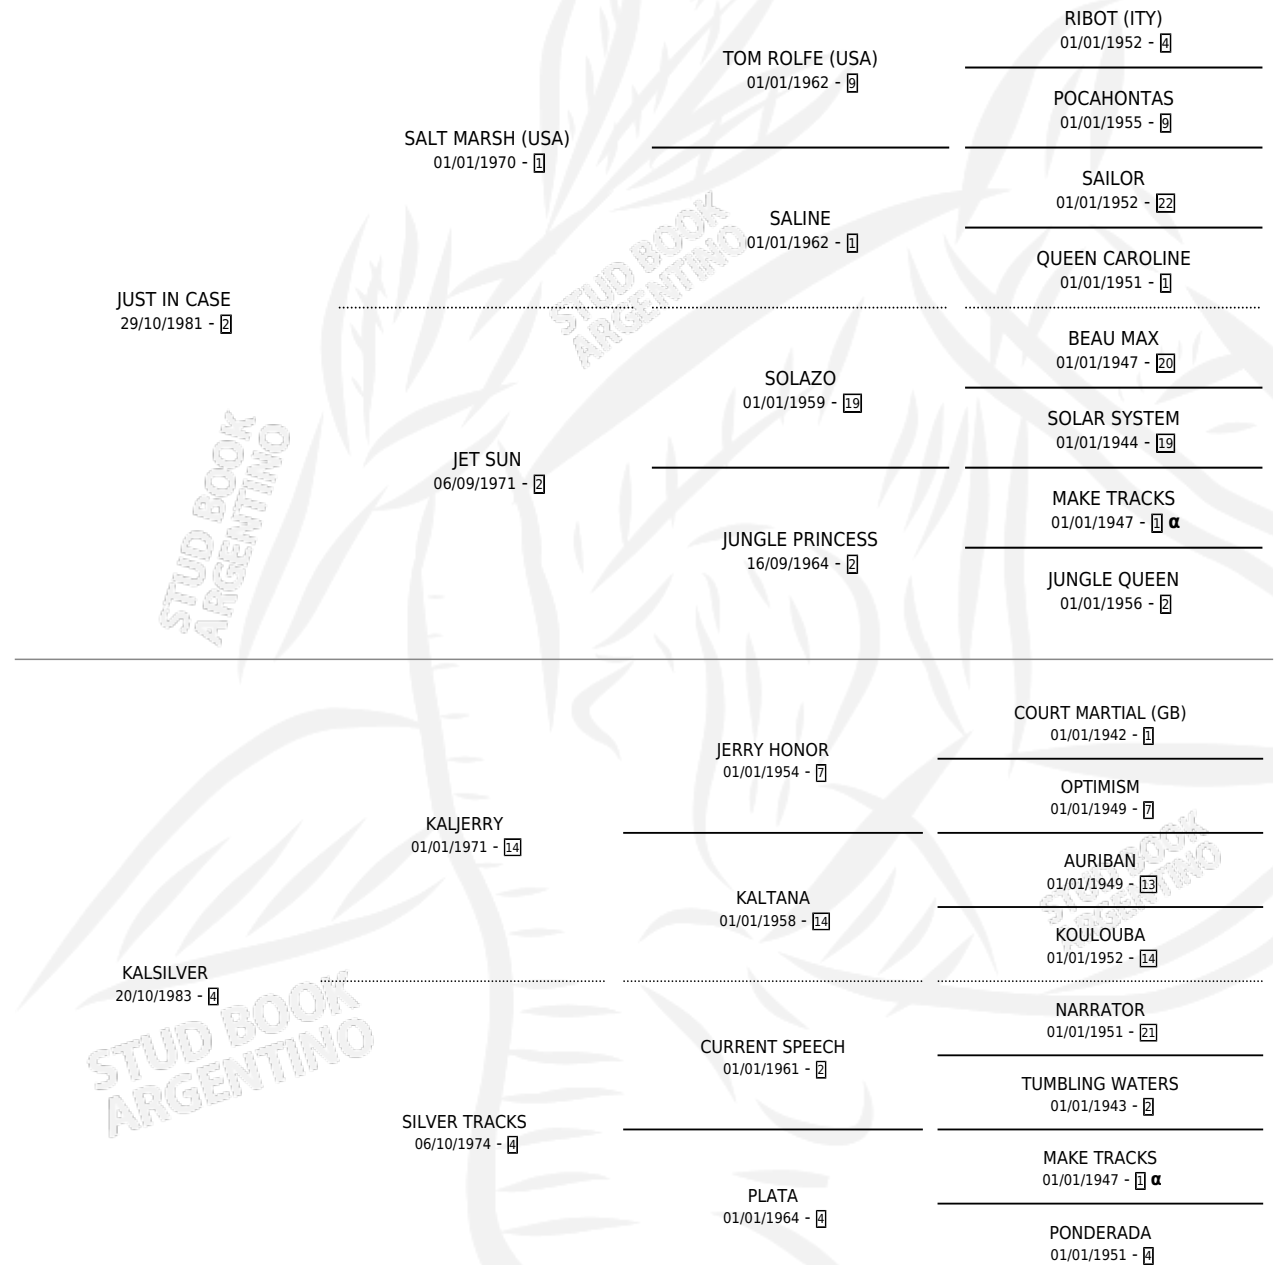 RIBOT (ITY)
01/01/1952 - 4
TOM ROLFE (USA)
01/01/1962 - 9
POCAHONTAS
01/01/1955 - 9
SALT MARSH (USA)
01/01/1970 - 1
SAILOR
01/01/1952 - 22
SALINE
01/01/1962 - 1
QUEEN CAROLINE
01/01/1951 - 1
STUD BOOK
ARGENTINO
JUST IN CASE
29/10/1981 - 2
BEAU MAX
01/01/1947 - 20
SOLAZO
01/01/1959 - 19
SOLAR SYSTEM
01/01/1944 - 19
JET SUN
06/09/1971 - 2
MAKE TRACKS
01/01/1947 - 1 α
JUNGLE PRINCESS
16/09/1964 - 2
JUNGLE QUEEN
01/01/1956 - 2
STUD BOOK
ARGENTINO
COURT MARTIAL (GB)
01/01/1942 - 1
JERRY HONOR
01/01/1954 - 7
OPTIMISM
01/01/1949 - 7
KALJERRY
01/01/1971 - 14
AURIBAN
01/01/1949 - 13
KALTANA
01/01/1958 - 14
KOULOUBA
01/01/1952 - 14
STUD BOOK
ARGENTINO
KALSILVER
20/10/1983 - 4
NARRATOR
01/01/1951 - 21
CURRENT SPEECH
01/01/1961 - 2
TUMBLING WATERS
01/01/1943 - 2
SILVER TRACKS
06/10/1974 - 4
MAKE TRACKS
01/01/1947 - 1 α
PLATA
01/01/1964 - 4
PONDERADA
01/01/1951 - 4
STUD BOOK
ARGENTINO